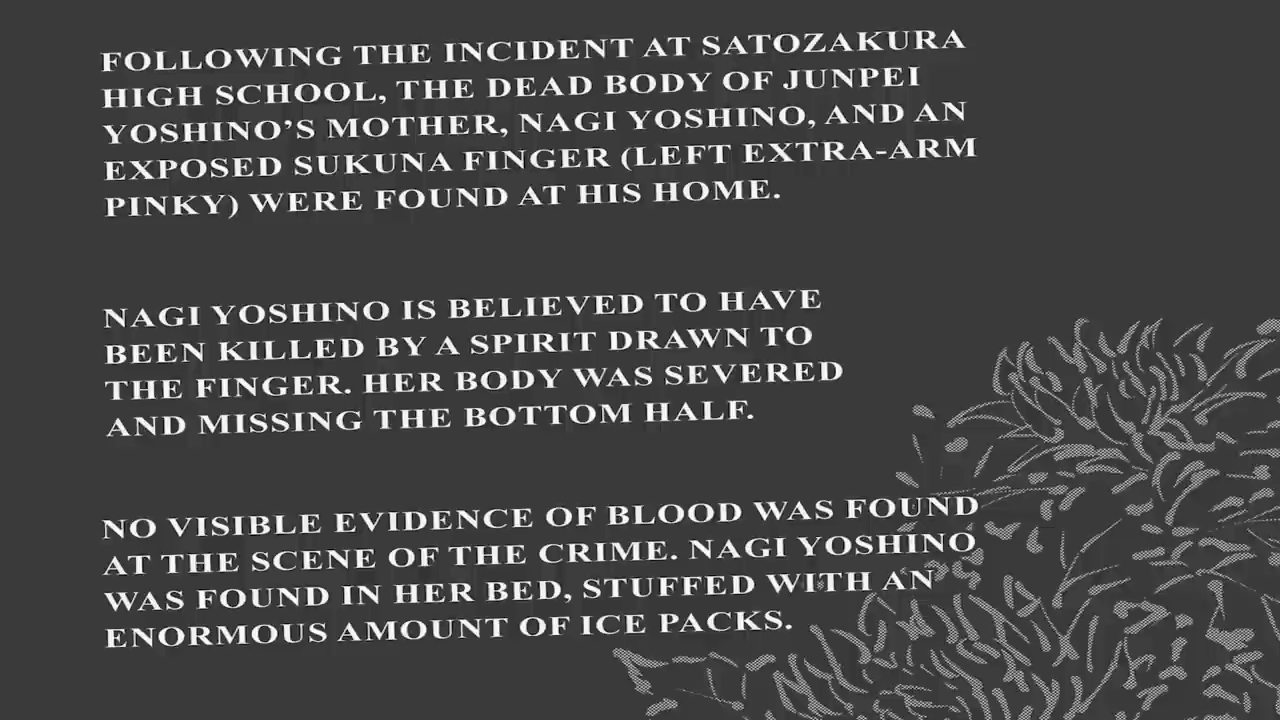 FOLLOWING THE INCIDENT AT SATOZAKURA
HIGH SCHOOL, THE DEAD BODY OF JUNPEI
YOSHINO’S MOTHER, NAGI YOSHINO, AND AN
EXPOSED SUKUNA FINGER (LEFT EXTRA-ARM
PINKY) WERE FOUND AT HIS HOME.
NAGI YOSHINO IS BELIEVED TO HAVE
BEEN KILLED BY A SPIRIT DRAWN TO
THE FINGER. HER BODY WAS SEVERED
AND MISSING THE BOTTOM HALF.
NO VISIBLE EVIDENCE OF BLOOD WAS FOUND
AT THE SCENE OF THE CRIME. NAGI YOSHINO
WAS FOUND IN HER BED, STUFFED WITH AN
ENORMOUS AMOUNT OF ICE PACKS.